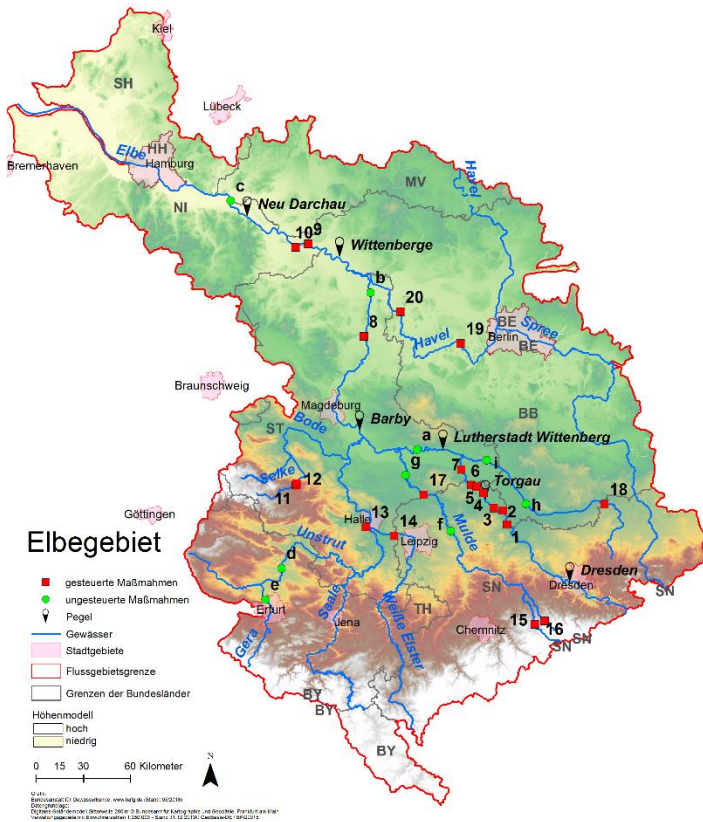 Kiel
SH
Lübeck
Elbe
HH
Hamburg
Bremerhaven
NI
c
Neu Darchau
MV
Havel
10
9
Wittenberge
b
20
8
Havel
19
BE
Spree
Berlin
BE
Braunschweig
Magdeburg
BB
ST
Bode
Barby
a
Lutherstadt Wittenberg
g
7
i
6
Torgau
Selke
12
11
5
4
17
h
18
3
2
1
Göttingen
13
Halle
14
Leipzig
f
Mulde
Elbegebiet
Unstrut
d
Dresden
Dresden
e
Erfurt
Saale
SN
SN
Gera
Jena
TH
Weiße Elster
Chemnitz
15
16
SN
SN
BY
BY
BY
gesteuerte Maßmahmen
ungesteuerte Maßmahmen
Pegel
Gewässer
Stadtgebiete
Flussgebietsgrenze
Grenzen der Bundesländer
Höhenmodell
hoch
niedrig
0 30 60 Kilometer
N